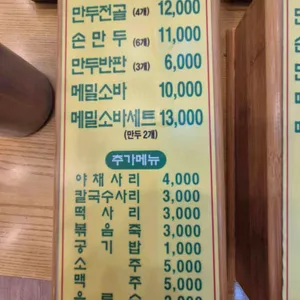 만두전골 (4개) 12,000
손 만 두 (6개) 11,000
만두반판 (3개) 6,000
메밀소바 10,000
메밀소바세트 13,000
(만두 2개)
추가메뉴
야 채 사 리 4,000
칼국수사리 3,000
떡 사 리 3,000
볶 음 죽 3,000
공 기 밥 1,000
소 주 5,000
맥 주 5,000
음 료 수